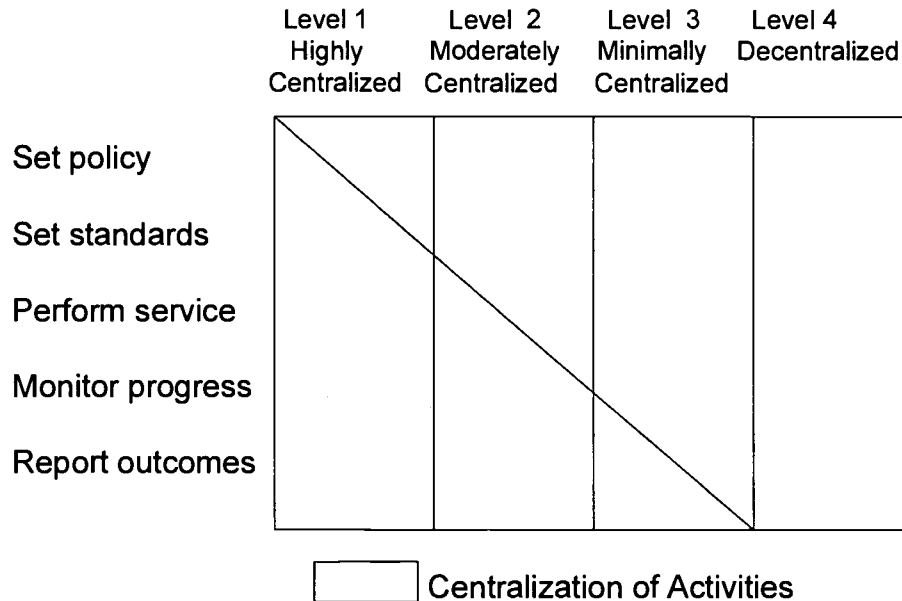 Level 1 Level 2 Level 3 Level 4
Highly Moderately Minimally Decentralized
Centralized Centralized Centralized
Set policy
Set standards
Perform service
Monitor progress
Report outcomes
Centralization of Activities